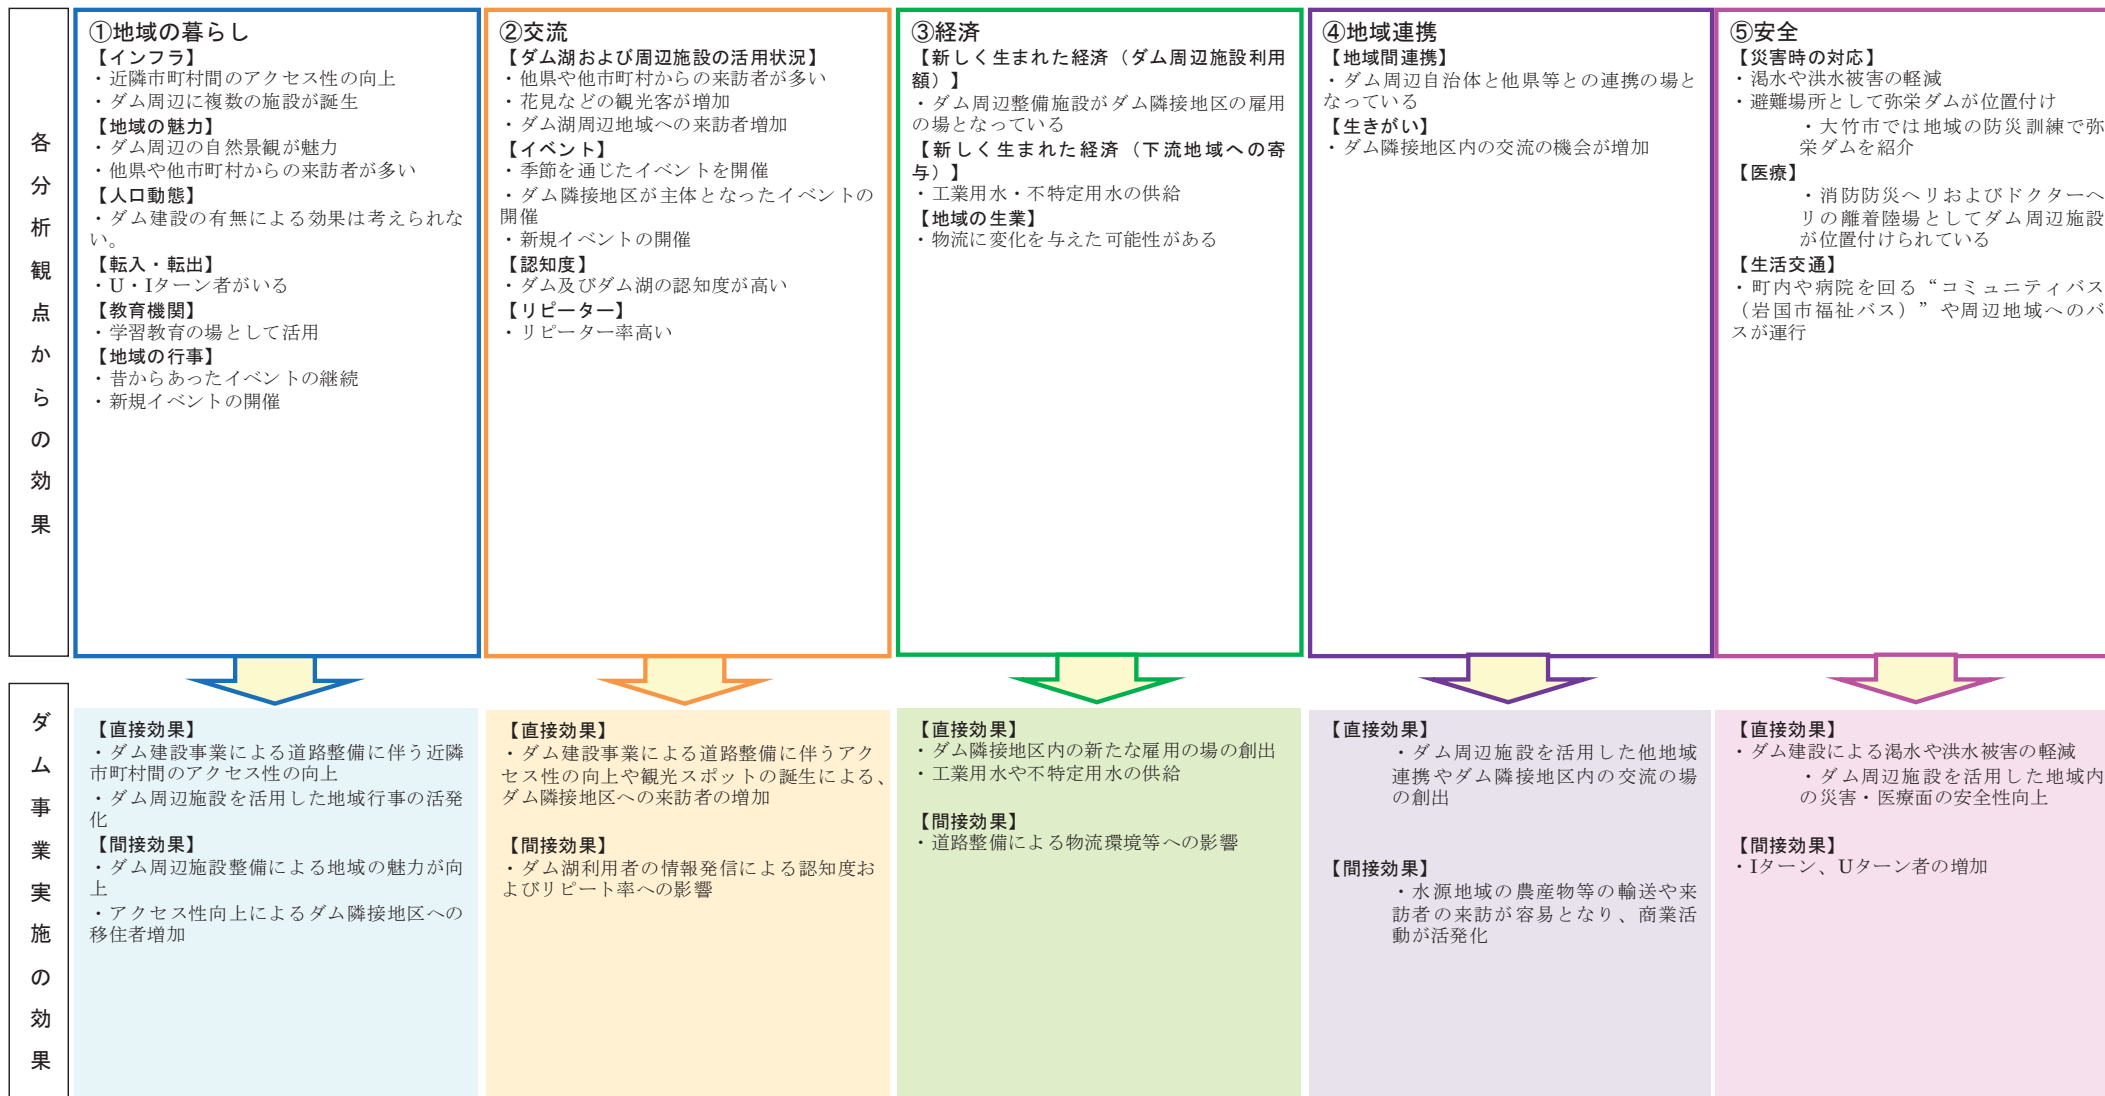 各分析観点からの効果
①地域の暮らし
【インフラ】
・近隣市町村間のアクセス性の向上
・ダム周辺に複数の施設が誕生
【地域の魅力】
・ダム周辺の自然景観が魅力
・他県や他市町村からの来訪者が多い
【人口動態】
・ダム建設の有無による効果は考えられな
い。
【転入・転出】
・U・Iターン者がいる
【教育機関】
・学習教育の場として活用
【地域の行事】
・昔からあったイベントの継続
・新規イベントの開催
②交流
【ダム湖および周辺施設の活用状況】
・他県や他市町村からの来訪者が多い
・花見などの観光客が増加
・ダム湖周辺地域への来訪者増加
【イベント】
・季節を通じたイベントを開催
・ダム隣接地区が主体となったイベントの
開催
・新規イベントの開催
【認知度】
・ダム及びダム湖の認知度が高い
【リピーター】
・リピーター率高い
③経済
【新しく生まれた経済（ダム周辺施設利用
額）】
・ダム周辺整備施設がダム隣接地区の雇用
の場となっている
【新しく生まれた経済（下流地域への寄
与）】
・工業用水・不特定用水の供給
【地域の生業】
・物流に変化を与えた可能性がある
④地域連携
【地域間連携】
・ダム周辺自治体と他県等との連携の場と
なっている
【生きがい】
・ダム隣接地区内の交流の機会が増加
⑤安全
【災害時の対応】
・渇水や洪水被害の軽減
・避難場所として弥栄ダムが位置付け
・大竹市では地域の防災訓練で弥
栄ダムを紹介
【医療】
・消防防災ヘリおよびドクターヘ
リの離着陸場としてダム周辺施設
が位置付けられている
【生活交通】
・町内や病院を回る“コミュニティバス
（岩国市福祉バス）”や周辺地域へのバ
スが運行
ダム事業実施の効果
【直接効果】
・ダム建設事業による道路整備に伴う近隣
市町村間のアクセス性の向上
・ダム周辺施設を活用した地域行事の活発
化
【間接効果】
・ダム周辺施設整備による地域の魅力が向
上
・アクセス性向上によるダム隣接地区への
移住者増加
【直接効果】
・ダム建設事業による道路整備に伴うアク
セス性の向上や観光スポットの誕生による、
ダム隣接地区への来訪者の増加
【間接効果】
・ダム湖利用者の情報発信による認知度お
よびリピート率への影響
【直接効果】
・ダム隣接地区内の新たな雇用の場の創出
・工業用水や不特定用水の供給
【間接効果】
・道路整備による物流環境等への影響
【直接効果】
・ダム周辺施設を活用した他地域
連携やダム隣接地区内の交流の場
の創出
【間接効果】
・水源地域の農産物等の輸送や来
訪者の来訪が容易となり、商業活
動が活発化
【直接効果】
・ダム建設による渇水や洪水被害の軽減
・ダム周辺施設を活用した地域内
の災害・医療面の安全性向上
【間接効果】
・Iターン、Uターン者の増加